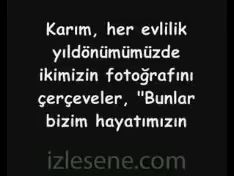 Karım, her evlilik
yıldönümümüzde
ikimizin fotoğrafını
çerçeveler, "Bunlar
bizim hayatımızın
izlesene.com